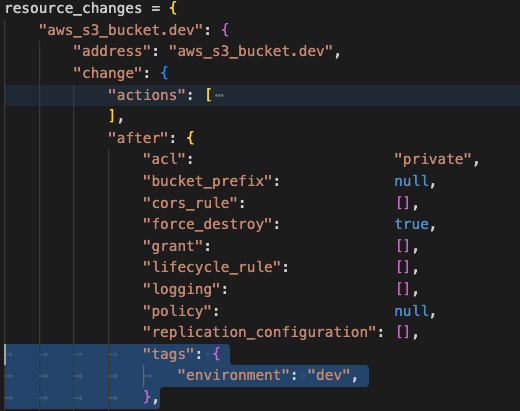 resource_changes = {
"aws_s3_bucket.dev": {
"address": "aws_s3_bucket.dev",
"change": {
"actions": [⋯
],
"after": {
"acl": "private",
"bucket_prefix": null,
"cors_rule": [],
"force_destroy": true,
"grant": [],
"lifecycle_rule": [],
"logging": [],
"policy": null,
"replication_configuration": [],
"tags": {
"environment": "dev",
},